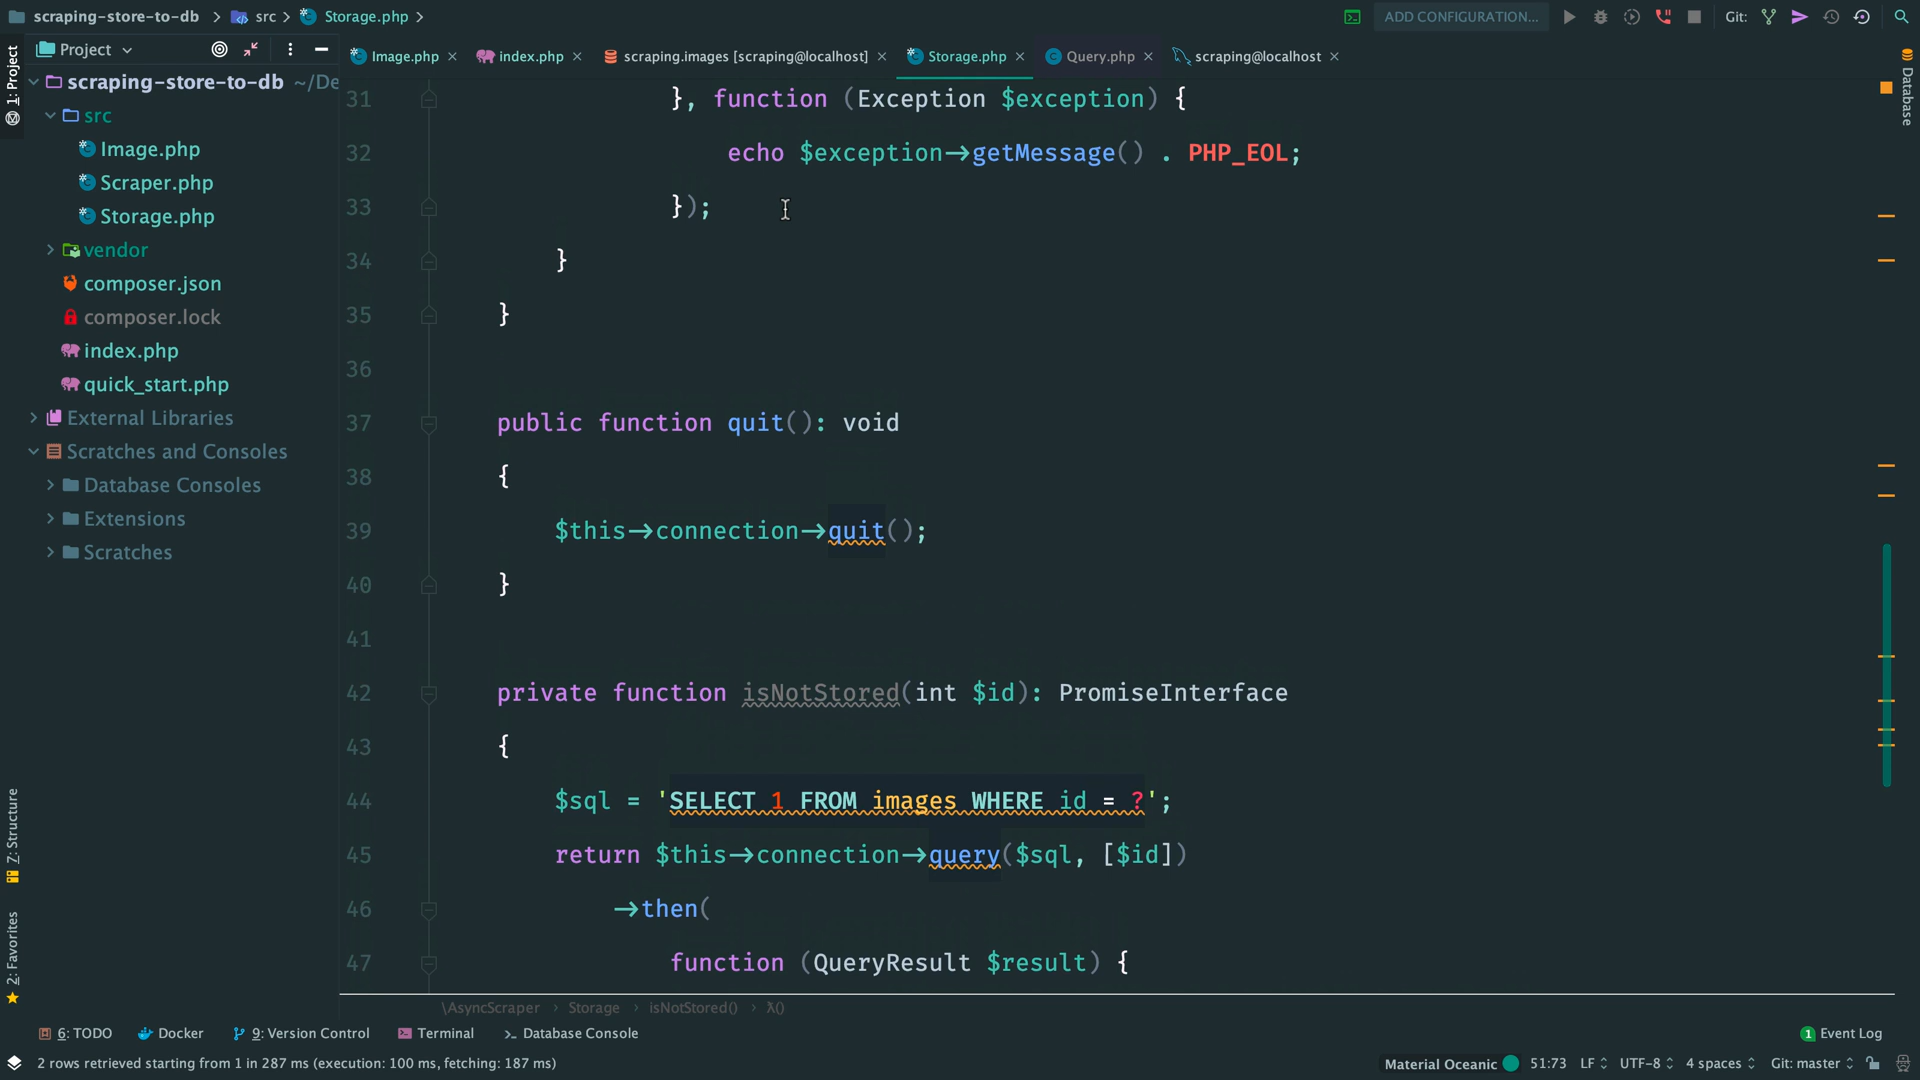 scraping-store-to-db > src > Storage.php >
ADD CONFIGURATION...
Git:
Project
Image.php
index.php
scraping.images [scraping@localhost]
Storage.php
Query.php
scraping@localhost
1: Project
scraping-store-to-db ~/De
src
Image.php
Scraper.php
Storage.php
vendor
composer.json
composer.lock
index.php
quick_start.php
External Libraries
Scratches and Consoles
Database Consoles
Extensions
Scratches
7: Structure
2: Favorites
Database
31 }, function (Exception $exception) {
32 echo $exception→getMessage() . PHP_EOL;
33 });
34 }
35 }
36
37 public function quit(): void
38 {
39 $this→connection→quit();
40 }
41
42 private function isNotStored(int $id): PromiseInterface
43 {
44 $sql = 'SELECT 1 FROM images WHERE id = ?';
45 return $this→connection→query($sql, [$id])
46 →then(
47 function (QueryResult $result) {
\AsyncScraper > Storage > isNotStored() > λ()
6: TODO
Docker
9: Version Control
Terminal
Database Console
1 Event Log
2 rows retrieved starting from 1 in 287 ms (execution: 100 ms, fetching: 187 ms)
Material Oceanic
51:73
LF
UTF-8
4 spaces
Git: master